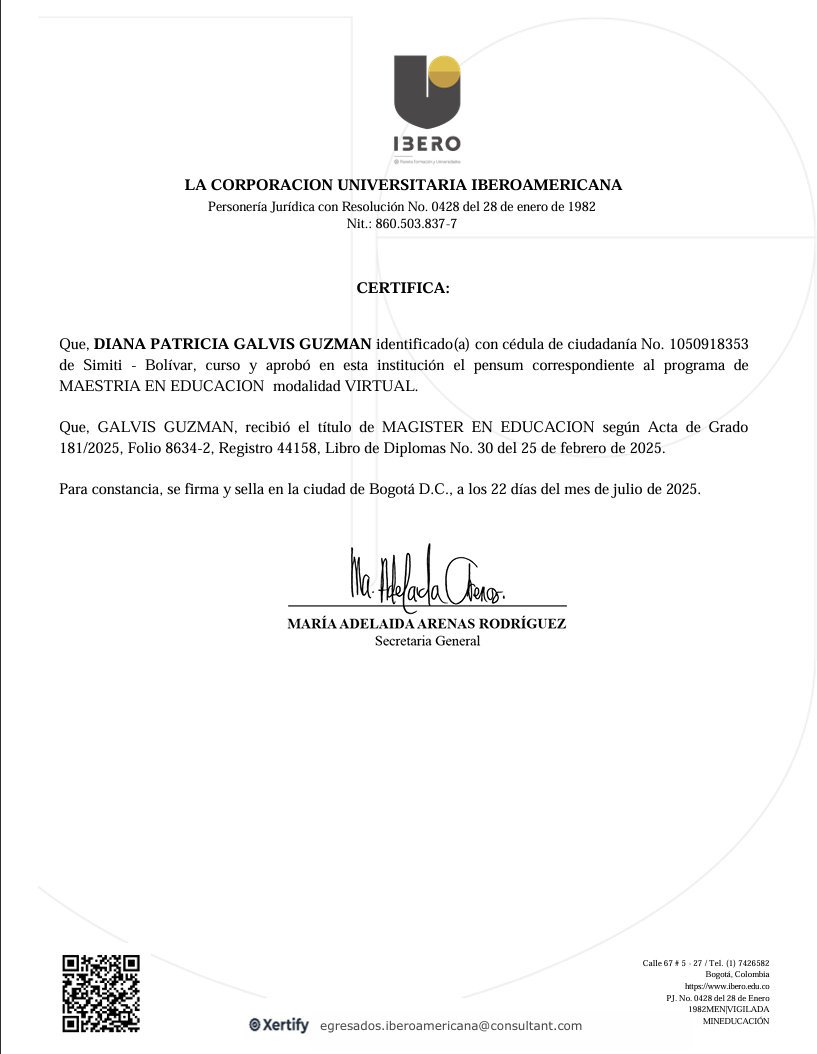 IBERO
Planeta Formación y Universidades
LA CORPORACION UNIVERSITARIA IBEROAMERICANA
Personería Jurídica con Resolución No. 0428 del 28 de enero de 1982
Nit.: 860.503.837-7
CERTIFICA:
Que, DIANA PATRICIA GALVIS GUZMAN identificado(a) con cédula de ciudadanía No. 1050918353
de Simiti - Bolívar, curso y aprobó en esta institución el pensum correspondiente al programa de
MAESTRIA EN EDUCACION modalidad VIRTUAL.
Que, GALVIS GUZMAN, recibió el título de MAGISTER EN EDUCACION según Acta de Grado
181/2025, Folio 8634-2, Registro 44158, Libro de Diplomas No. 30 del 25 de febrero de 2025.
Para constancia, se firma y sella en la ciudad de Bogotá D.C., a los 22 días del mes de julio de 2025.
Ma. Adelaida Arenas.
MARÍA ADELAIDA ARENAS RODRÍGUEZ
Secretaria General
Calle 67 # 5 - 27 / Tel. (1) 7426582
Bogotá, Colombia
https://www.ibero.edu.co
P.J. No. 0428 del 28 de Enero
1982MEN|VIGILADA
MINEDUCACIÓN
Xertify egresados.iberoamericana@consultant.com